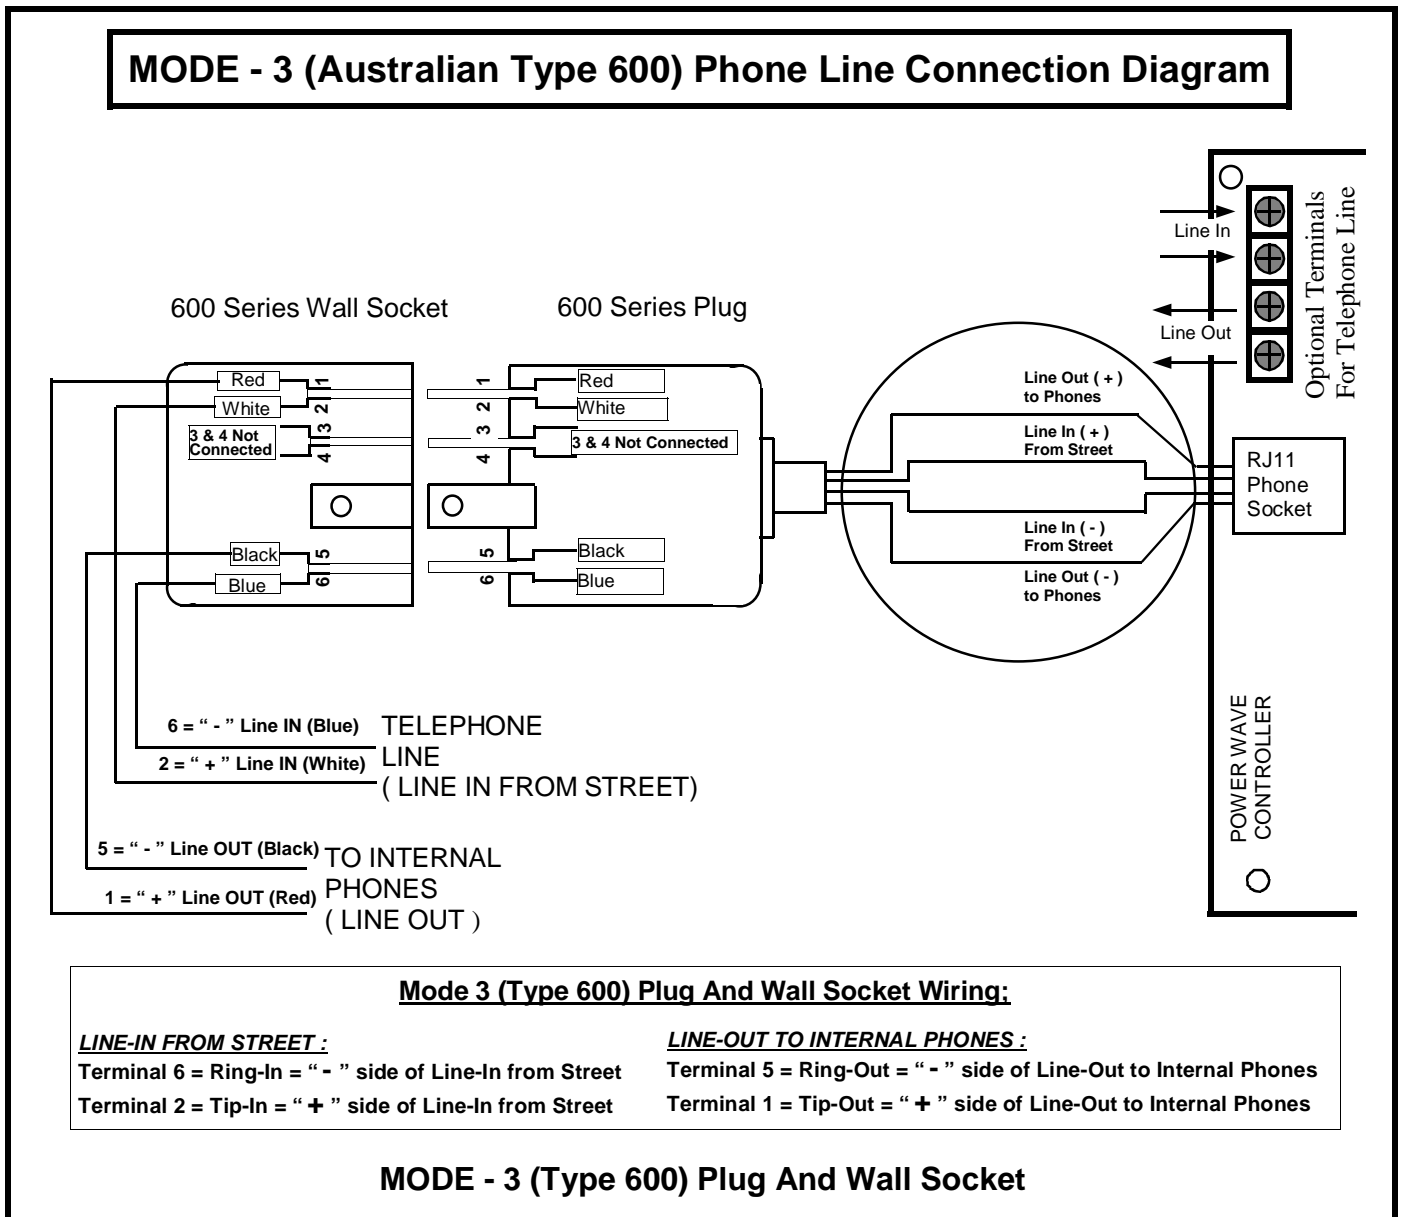 MODE - 3 (Australian Type 600) Phone Line Connection Diagram
Line In
Line Out
Optional Terminals
For Telephone Line
600 Series Wall Socket
600 Series Plug
Red
White
3 & 4 Not
Connected
Black
Blue
1
2
3
4
5
6
1
2
3
4
5
6
Red
White
3 & 4 Not Connected
Black
Blue
Line Out ( + )
to Phones
Line In ( + )
From Street
Line In ( - )
From Street
Line Out ( - )
to Phones
RJ11
Phone
Socket
POWER WAVE
CONTROLLER
6 = “ - ” Line IN (Blue)
2 = “ + ” Line IN (White)
TELEPHONE
LINE
( LINE IN FROM STREET)
5 = “ - ” Line OUT (Black)
1 = “ + ” Line OUT (Red)
TO INTERNAL
PHONES
( LINE OUT )
Mode 3 (Type 600) Plug And Wall Socket Wiring;
LINE-IN FROM STREET :
Terminal 6 = Ring-In = “ - ” side of Line-In from Street
Terminal 2 = Tip-In = “ + ” side of Line-In from Street
LINE-OUT TO INTERNAL PHONES :
Terminal 5 = Ring-Out = “ - ” side of Line-Out to Internal Phones
Terminal 1 = Tip-Out = “ + ” side of Line-Out to Internal Phones
MODE - 3 (Type 600) Plug And Wall Socket